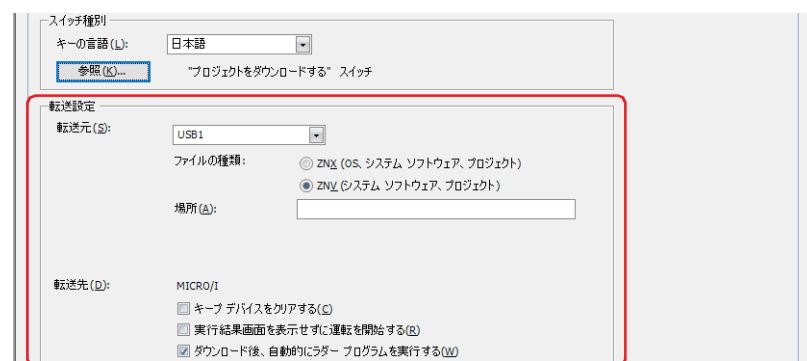 スイッチ種別
キーの言語(L): 日本語
参照(K)... "プロジェクトをダウンロードする" スイッチ
転送設定
転送元(S): USB1
ファイルの種類: ZNX (OS、システム ソフトウェア、プロジェクト)
ZNV (システム ソフトウェア、プロジェクト)
場所(A):
転送先(D): MICRO/I
キープ デバイスをクリアする(C)
実行結果画面を表示せずに運転を開始する(R)
ダウンロード後、自動的にラダー プログラムを実行する(W)